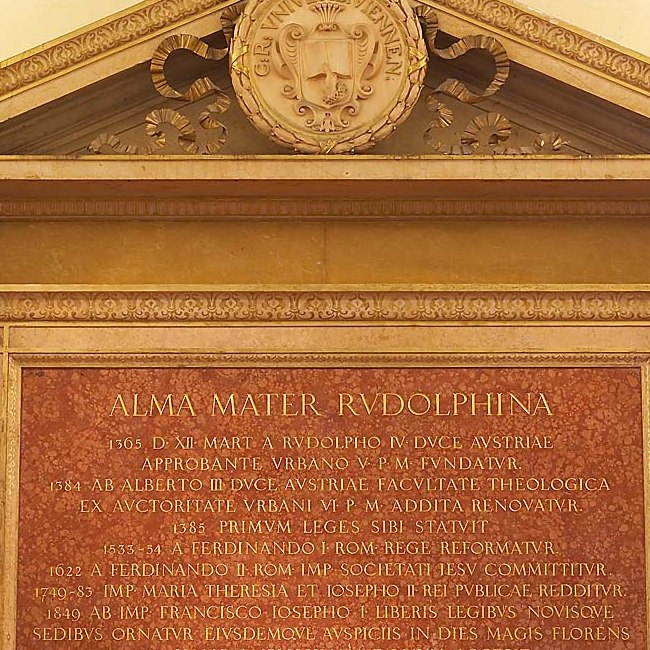 C·R·VNIV VIENNEN·
ALMA MATER RVDOLPHINA
1365 D· XII· MART· A RVDOLPHO IV· DVCE AVSTRIAE
APPROBANTE VRBANO V· P· M· FVNDATVR·
1384 AB ALBERTO III· DVCE AVSTRIAE FACVLTATE THEOLOGICA
EX AVCTORITATE VRBANI VI· P· M· ADDITA RENOVATVR·
1385 PRIMVM LEGES SIBI STATVIT
1533-54 A FERDINANDO I· ROM· REGE REFORMATVR·
1622 A FERDINANDO II· ROM· IMP· SOCIETATI IESV COMMITTITVR·
1749-83 IMP· MARIA THERESIA ET IOSEPHO II· REI PVBLICAE REDDITVR·
1849 AB IMP· FRANCISCO IOSEPHO I· LIBERIS LEGIBVS NOVISQVE
SEDIBVS ORNATVR EIVSDEMQVE AVSPICIIS IN DIES MAGIS FLORENS